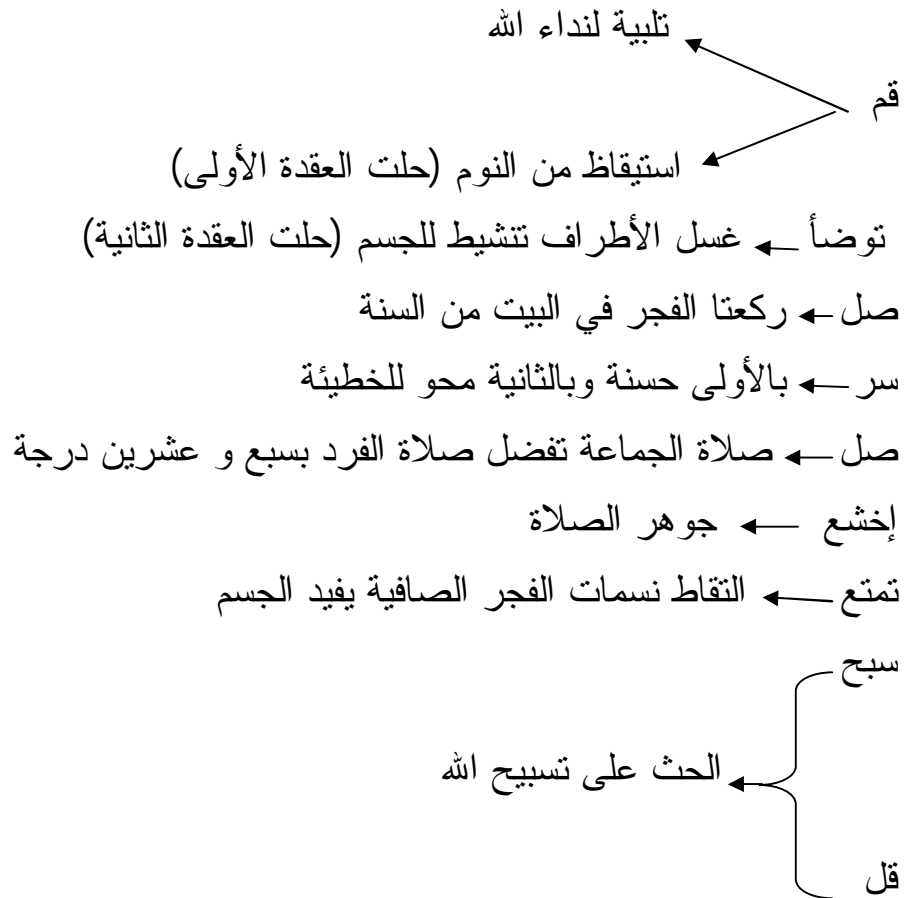 تلبية لنداء الله
قم
استيقاظ من النوم (حلت العقدة الأولى)
توضأ ← غسل الأطراف تنشيط للجسم (حلت العقدة الثانية)
صل ← ركعتا الفجر في البيت من السنة
سر ← بالأولى حسنة وبالثانية محو للخطيئة
صل ← صلاة الجماعة تفضل صلاة الفرد بسبع و عشرين درجة
إخشع ← جوهر الصلاة
تمتع ← التقاط نسمات الفجر الصافية يفيد الجسم
سبح
الحث على تسبيح الله
قل